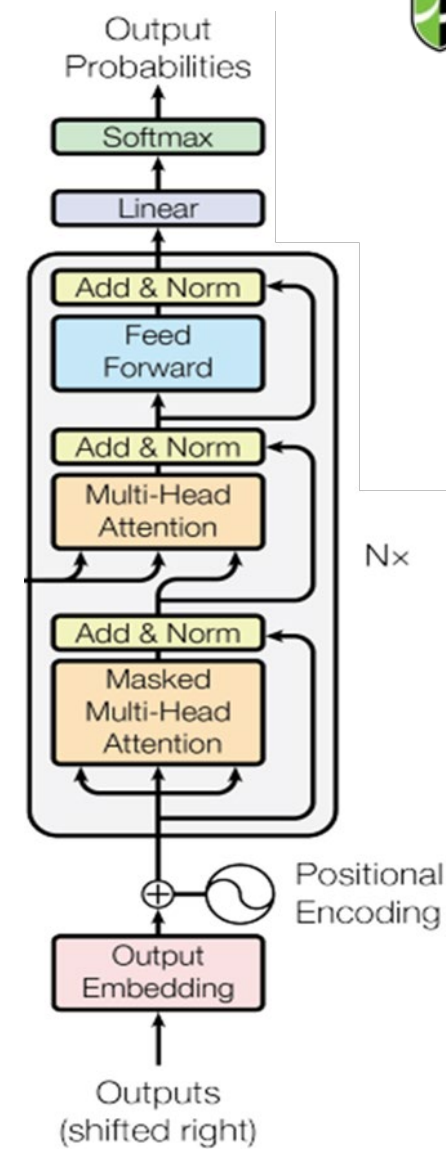 Output
Probabilities
Softmax
Linear
Add & Norm
Feed
Forward
Add & Norm
Multi-Head
Attention
N×
Add & Norm
Masked
Multi-Head
Attention
Positional
Encoding
Output
Embedding
Outputs
(shifted right)